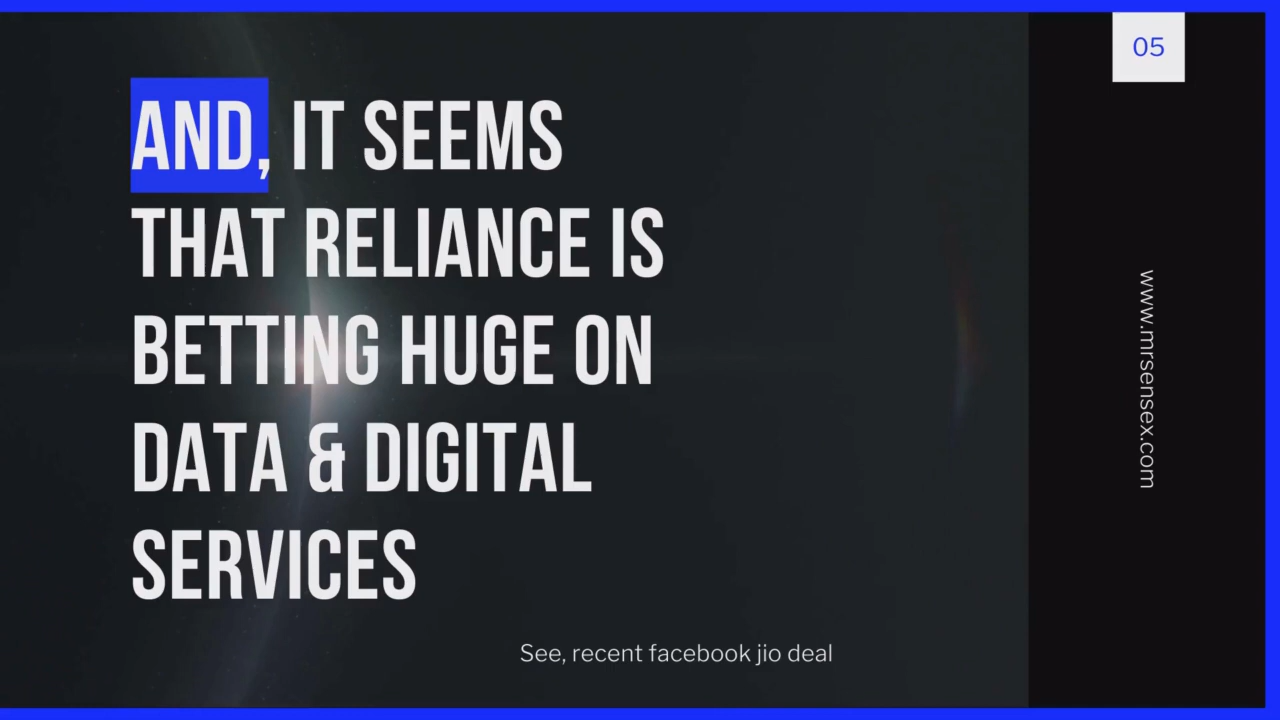 05
AND, IT SEEMS
THAT RELIANCE IS
BETTING HUGE ON
DATA & DIGITAL
SERVICES
See, recent facebook jio deal
www.mrsensex.com